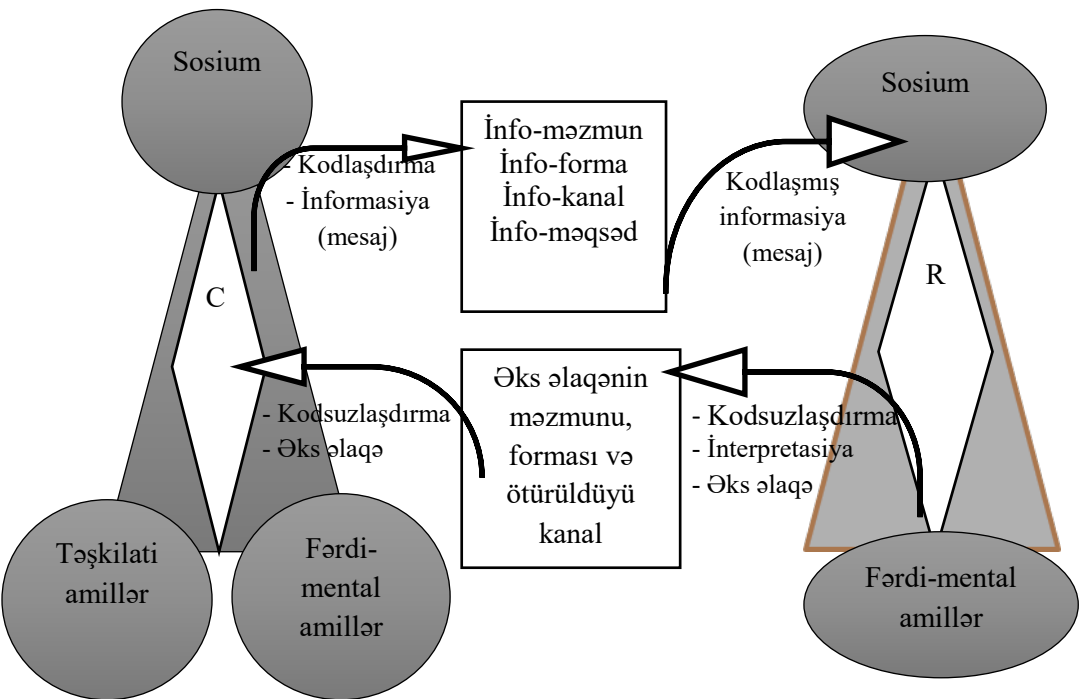 Sosium
- Kodlaşdırma
- İnformasiya
(mesaj)
C
İnfo-məzmun
İnfo-forma
İnfo-kanal
İnfo-məqsəd
Kodlaşmış
informasiya
(mesaj)
Sosium
R
- Kodsuzlaşdırma
- Əks əlaqə
Əks əlaqənin
məzmunu,
forması və
ötürüldüyü
kanal
- Kodsuzlaşdırma
- İnterpretasiya
- Əks əlaqə
Təşkilati
amillər
Fərdi-
mental
amillər
Fərdi-mental
amillər